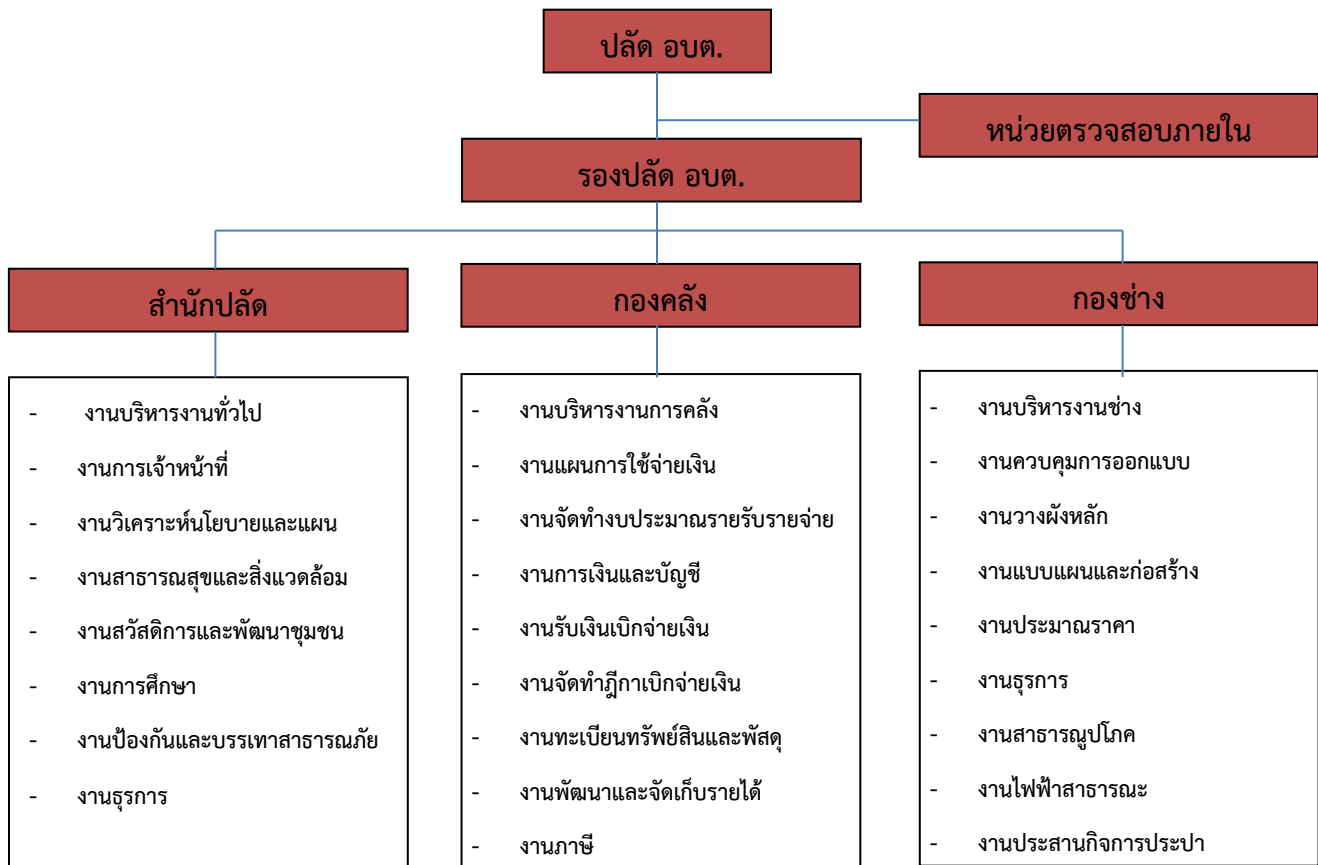 ปลัด อบต.
หน่วยตรวจสอบภายใน
รองปลัด อบต.
สำนักปลัด
- งานบริหารงานทั่วไป
- งานการเจ้าหน้าที่
- งานวิเคราะห์นโยบายและแผน
- งานสาธารณสุขและสิ่งแวดล้อม
- งานสวัสดิการและพัฒนาชุมชน
- งานการศึกษา
- งานป้องกันและบรรเทาสาธารณภัย
- งานธุรการ
กองคลัง
- งานบริหารงานการคลัง
- งานแผนการใช้จ่ายเงิน
- งานจัดทำงบประมาณรายรับรายจ่าย
- งานการเงินและบัญชี
- งานรับเงินเบิกจ่ายเงิน
- งานจัดทำฎีกาเบิกจ่ายเงิน
- งานทะเบียนทรัพย์สินและพัสดุ
- งานพัฒนาและจัดเก็บรายได้
- งานภาษี
กองช่าง
- งานบริหารงานช่าง
- งานควบคุมการออกแบบ
- งานวางผังหลัก
- งานแบบแผนและก่อสร้าง
- งานประมาณราคา
- งานธุรการ
- งานสาธารณูปโภค
- งานไฟฟ้าสาธารณะ
- งานประสานกิจการประปา